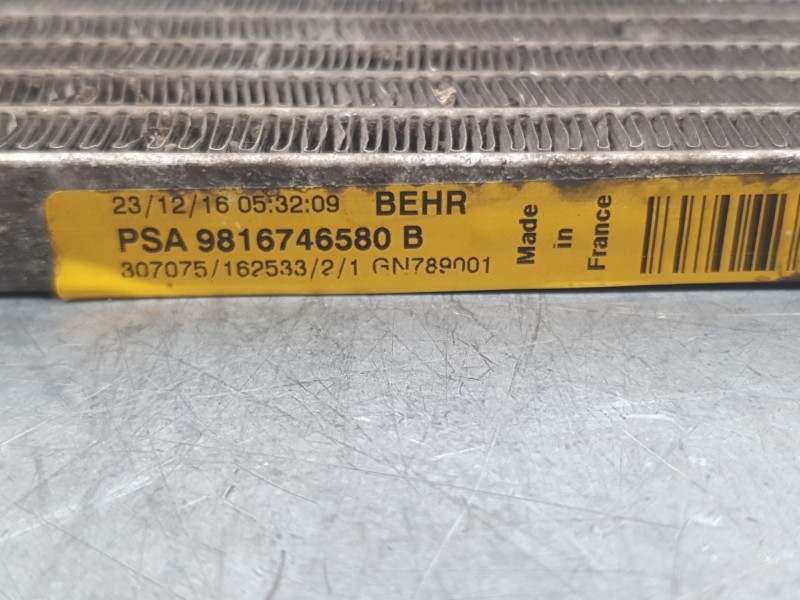 23/12/16 05:32:09 BEHR
PSA 9816746580 B
307075/162533/2/1 GN789001
Made
in
France